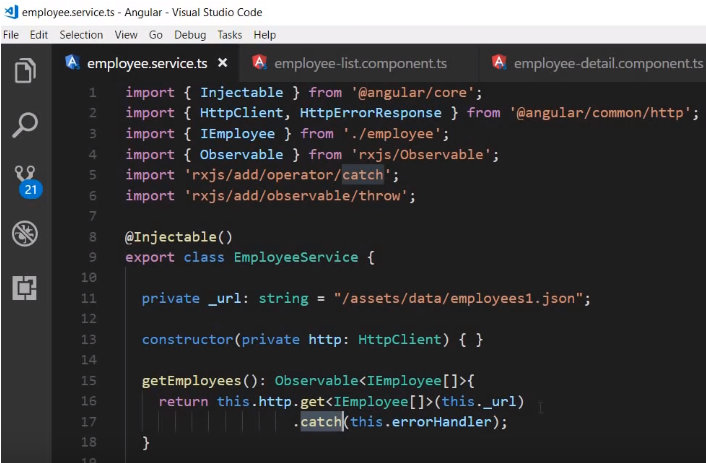 employee.service.ts - Angular - Visual Studio Code
File Edit Selection View Go Debug Tasks Help
employee.service.ts × employee-list.component.ts employee-detail.component.ts
1 import { Injectable } from '@angular/core';
2 import { HttpClient, HttpErrorResponse } from '@angular/common/http';
3 import { IEmployee } from './employee';
4 import { Observable } from 'rxjs/Observable';
5 import 'rxjs/add/operator/catch';
6 import 'rxjs/add/observable/throw';
7
8 @Injectable()
9 export class EmployeeService {
10
11 private _url: string = "/assets/data/employees1.json";
12
13 constructor(private http: HttpClient) { }
14
15 getEmployees(): Observable<IEmployee[]>{
16 return this.http.get<IEmployee[]>(this._url)
17 .catch(this.errorHandler);
18 }
19
21